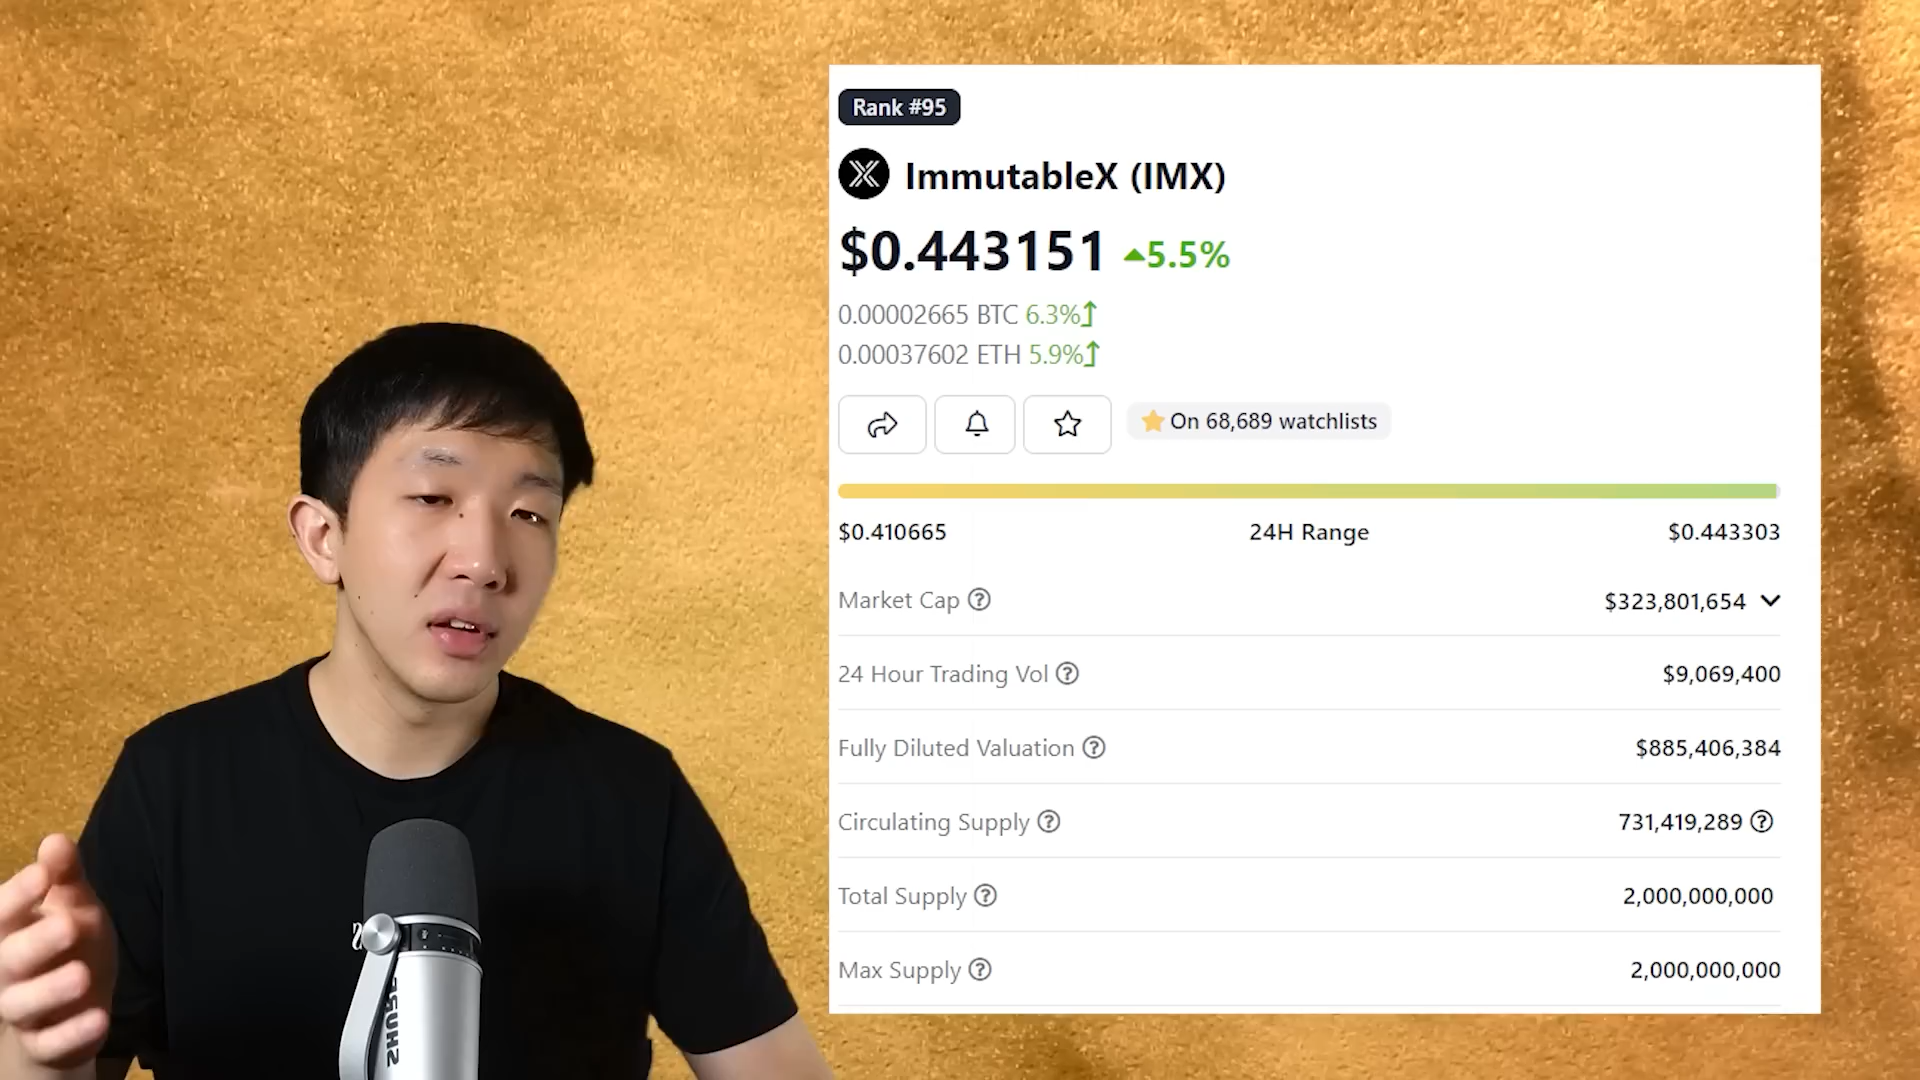 Rank #95
ImmutableX (IMX)
$0.443151 5.5%
0.00002665 BTC 6.3%
0.00037602 ETH 5.9%
On 68,689 watchlists
$0.410665 24H Range $0.443303
Market Cap $323,801,654
24 Hour Trading Vol $9,069,400
Fully Diluted Valuation $885,406,384
Circulating Supply 731,419,289
Total Supply 2,000,000,000
Max Supply 2,000,000,000
SHURE